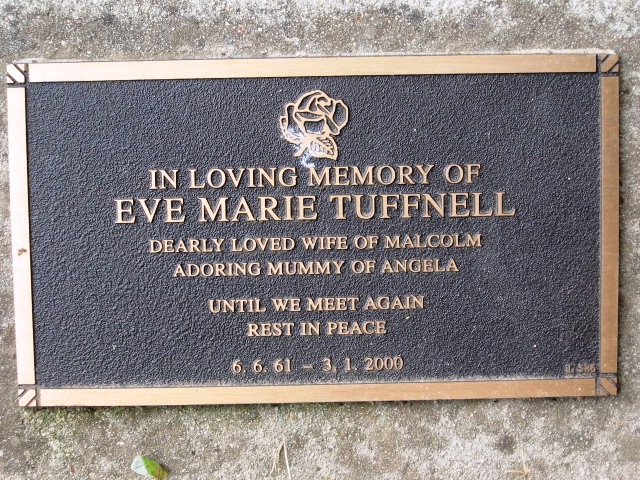 IN LOVING MEMORY OF
EVE MARIE TUFFNELL
DEARLY LOVED WIFE OF MALCOLM
ADORING MUMMY OF ANGELA
UNTIL WE MEET AGAIN
REST IN PEACE
6. 6. 61 – 3. 1. 2000